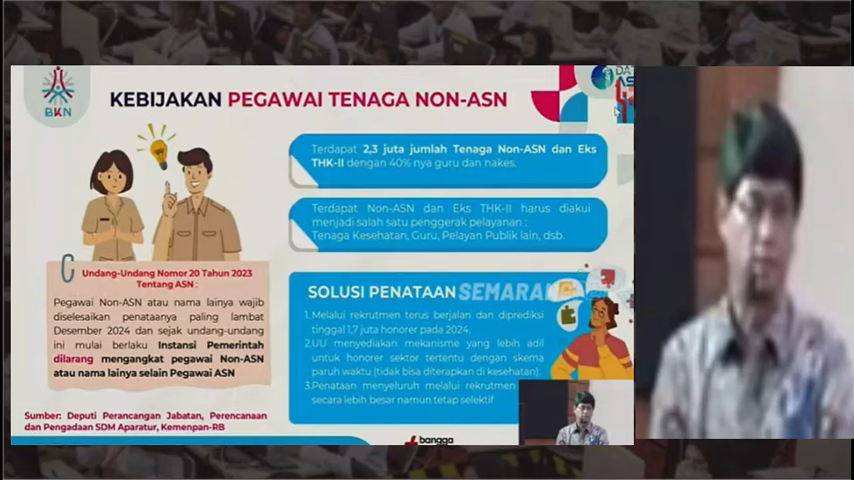 BKN
KEBIJAKAN PEGAWAI TENAGA NON-ASN
Terdapat 2,3 juta jumlah Tenaga Non-ASN dan Eks
THK-II dengan 40% nya guru dan nakes.
Terdapat Non-ASN dan Eks THK-II harus diakui
menjadi salah satu penggerak pelayanan :
Tenaga Kesehatan, Guru, Pelayan Publik lain, dsb.
Undang-Undang Nomor 20 Tahun 2023
Tentang ASN :
Pegawai Non-ASN atau nama lainya wajib
diselesaikan penataanya paling lambat
Desember 2024 dan sejak undang-undang
ini mulai berlaku Instansi Pemerintah
dilarang mengangkat pegawai Non-ASN
atau nama lainya selain Pegawai ASN
SOLUSI PENATAAN
1.Melalui rekrutmen terus berjalan dan diprediksi
tinggal 1,7 juta honorer pada 2024.
2.UU menyediakan mekanisme yang lebih adil
untuk honorer sektor tertentu dengan skema
paruh waktu (tidak bisa diterapkan di kesehatan).
3.Penataan menyeluruh melalui rekrutmen
secara lebih besar namun tetap selektif
Sumber: Deputi Perancangan Jabatan, Perencanaan
dan Pengadaan SDM Aparatur, Kemenpan-RB
bangga